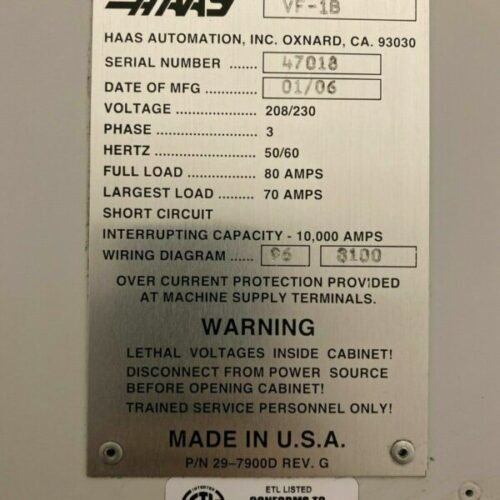 HAAS
VF-1B
HAAS AUTOMATION, INC. OXNARD, CA. 93030
SERIAL NUMBER ...... 47018
DATE OF MFG ............ 01/06
VOLTAGE ................... 208/230
PHASE ........................ 3
HERTZ ........................ 50/60
FULL LOAD ................ 80 AMPS
LARGEST LOAD ........ 70 AMPS
SHORT CIRCUIT
INTERRUPTING CAPACITY - 10,000 AMPS
WIRING DIAGRAM ...... 96 8100
OVER CURRENT PROTECTION PROVIDED
AT MACHINE SUPPLY TERMINALS.
WARNING
LETHAL VOLTAGES INSIDE CABINET!
DISCONNECT FROM POWER SOURCE
BEFORE OPENING CABINET!
TRAINED SERVICE PERSONNEL ONLY!
MADE IN U.S.A.
P/N 29-7900D REV. G
ETL LISTED
CONFORMS TO